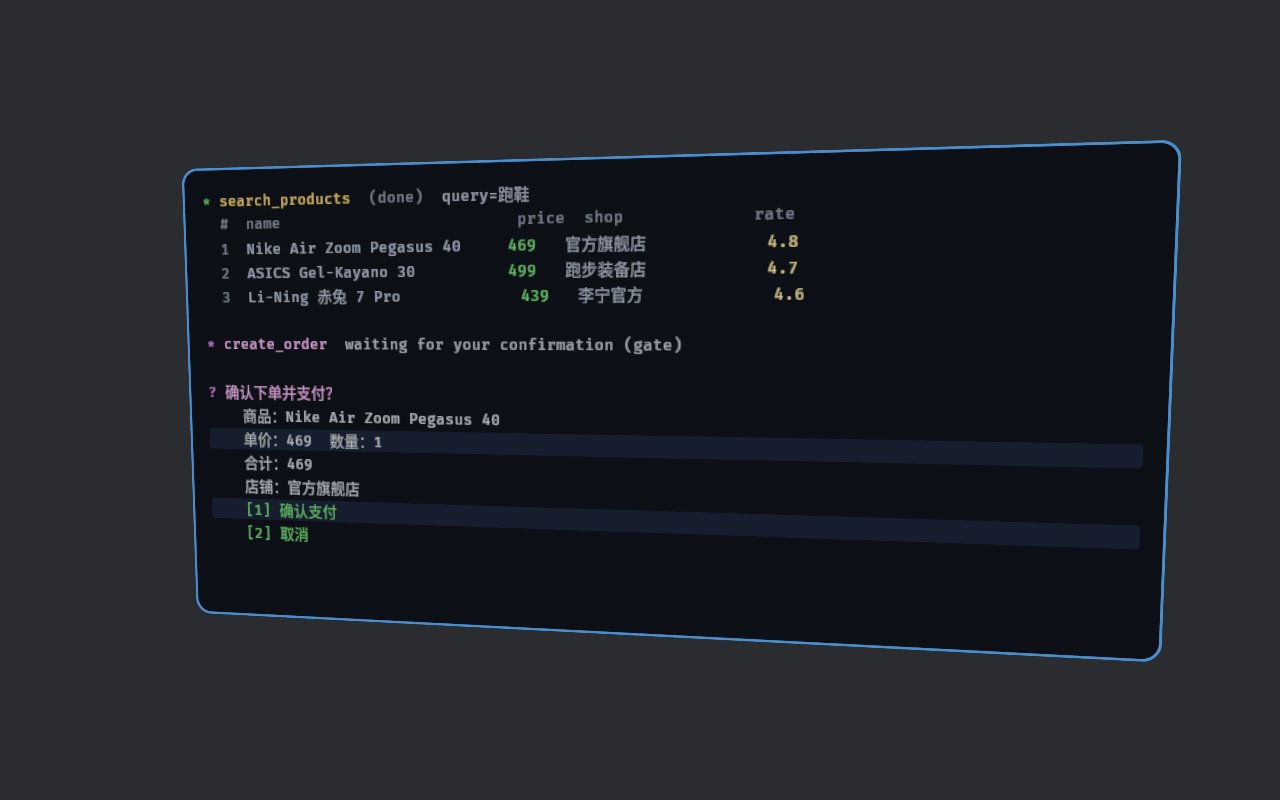 * search_products (done) query=跑鞋
# name price shop rate
1 Nike Air Zoom Pegasus 40 469 官方旗舰店 4.8
2 ASICS Gel-Kayano 30 499 跑步装备店 4.7
3 Li-Ning 赤兔 7 Pro 439 李宁官方 4.6
* create_order waiting for your confirmation (gate)
? 确认下单并支付?
商品: Nike Air Zoom Pegasus 40
单价: 469 数量: 1
合计: 469
店铺: 官方旗舰店
[1] 确认支付
[2] 取消